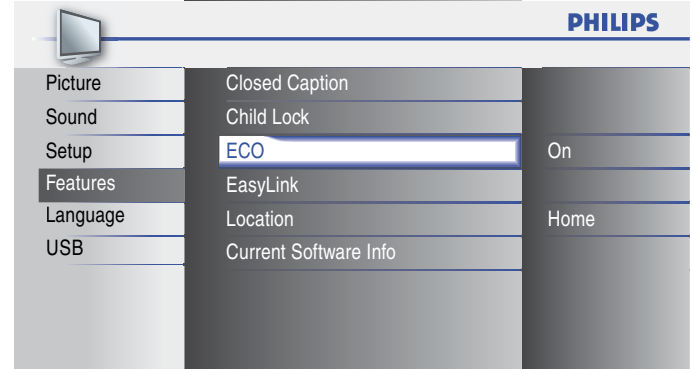 PHILIPS
Picture
Closed Caption
Sound
Child Lock
Setup
ECO
On
Features
EasyLink
Language
Location
Home
USB
Current Software Info